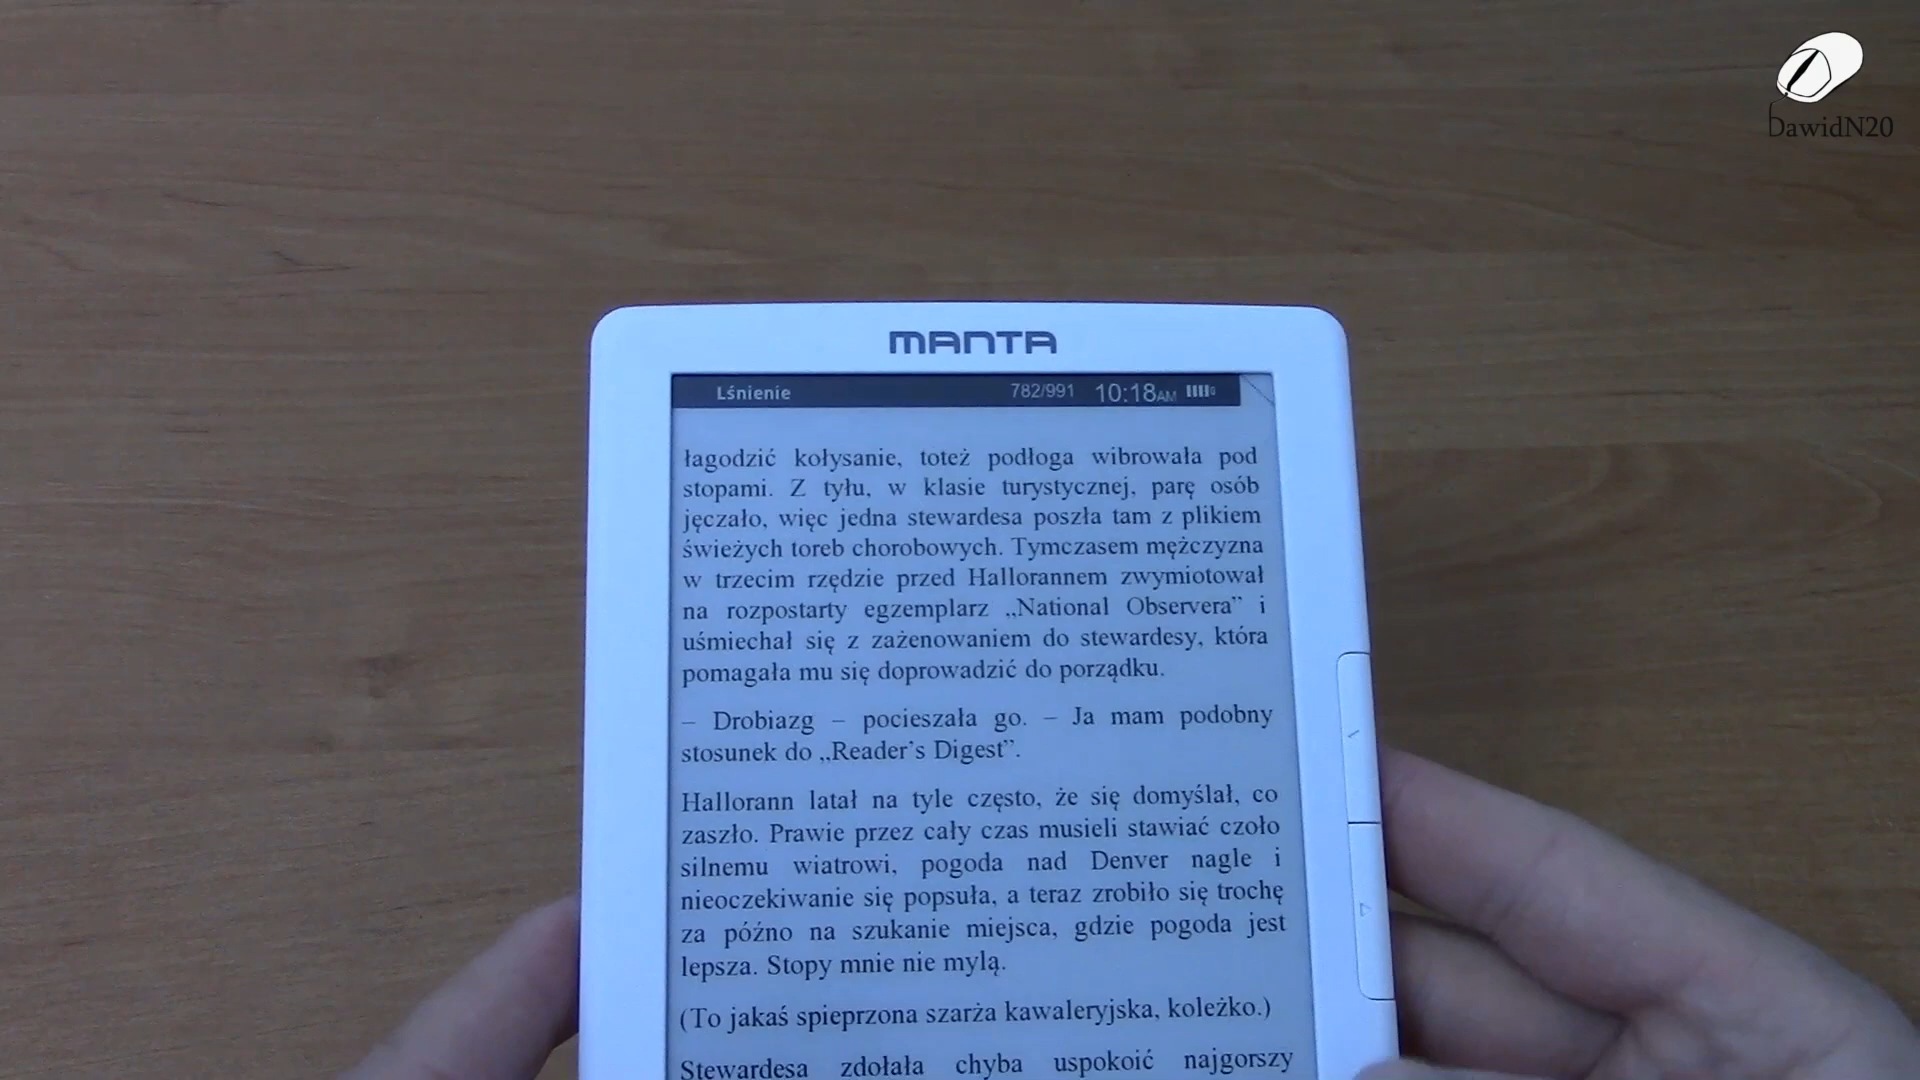 DawidN20
MANTA
Lśnienie 782/991 10:18AM
łagodzić kołysanie, toteż podłoga wibrowała pod
stopami. Z tyłu, w klasie turystycznej, parę osób
jęczało, więc jedna stewardesa poszła tam z plikiem
świeżych toreb chorobowych. Tymczasem mężczyzna
w trzecim rzędzie przed Hallorannem zwymiotował
na rozpostarty egzemplarz „National Observera” i
uśmiechał się z zażenowaniem do stewardesy, która
pomagała mu się doprowadzić do porządku.
– Drobiazg – pocieszała go. – Ja mam podobny
stosunek do „Reader’s Digest”.
Hallorann latał na tyle często, że się domyślał, co
zaszło. Prawie przez cały czas musieli stawiać czoło
silnemu wiatrowi, pogoda nad Denver nagle i
nieoczekiwanie się popsuła, a teraz zrobiło się trochę
za późno na szukanie miejsca, gdzie pogoda jest
lepsza. Stopy mnie nie mylą.
(To jakaś spieprzona szarża kawaleryjska, koleżko.)
Stewardesa zdołała chyba uspokoić najgorszy